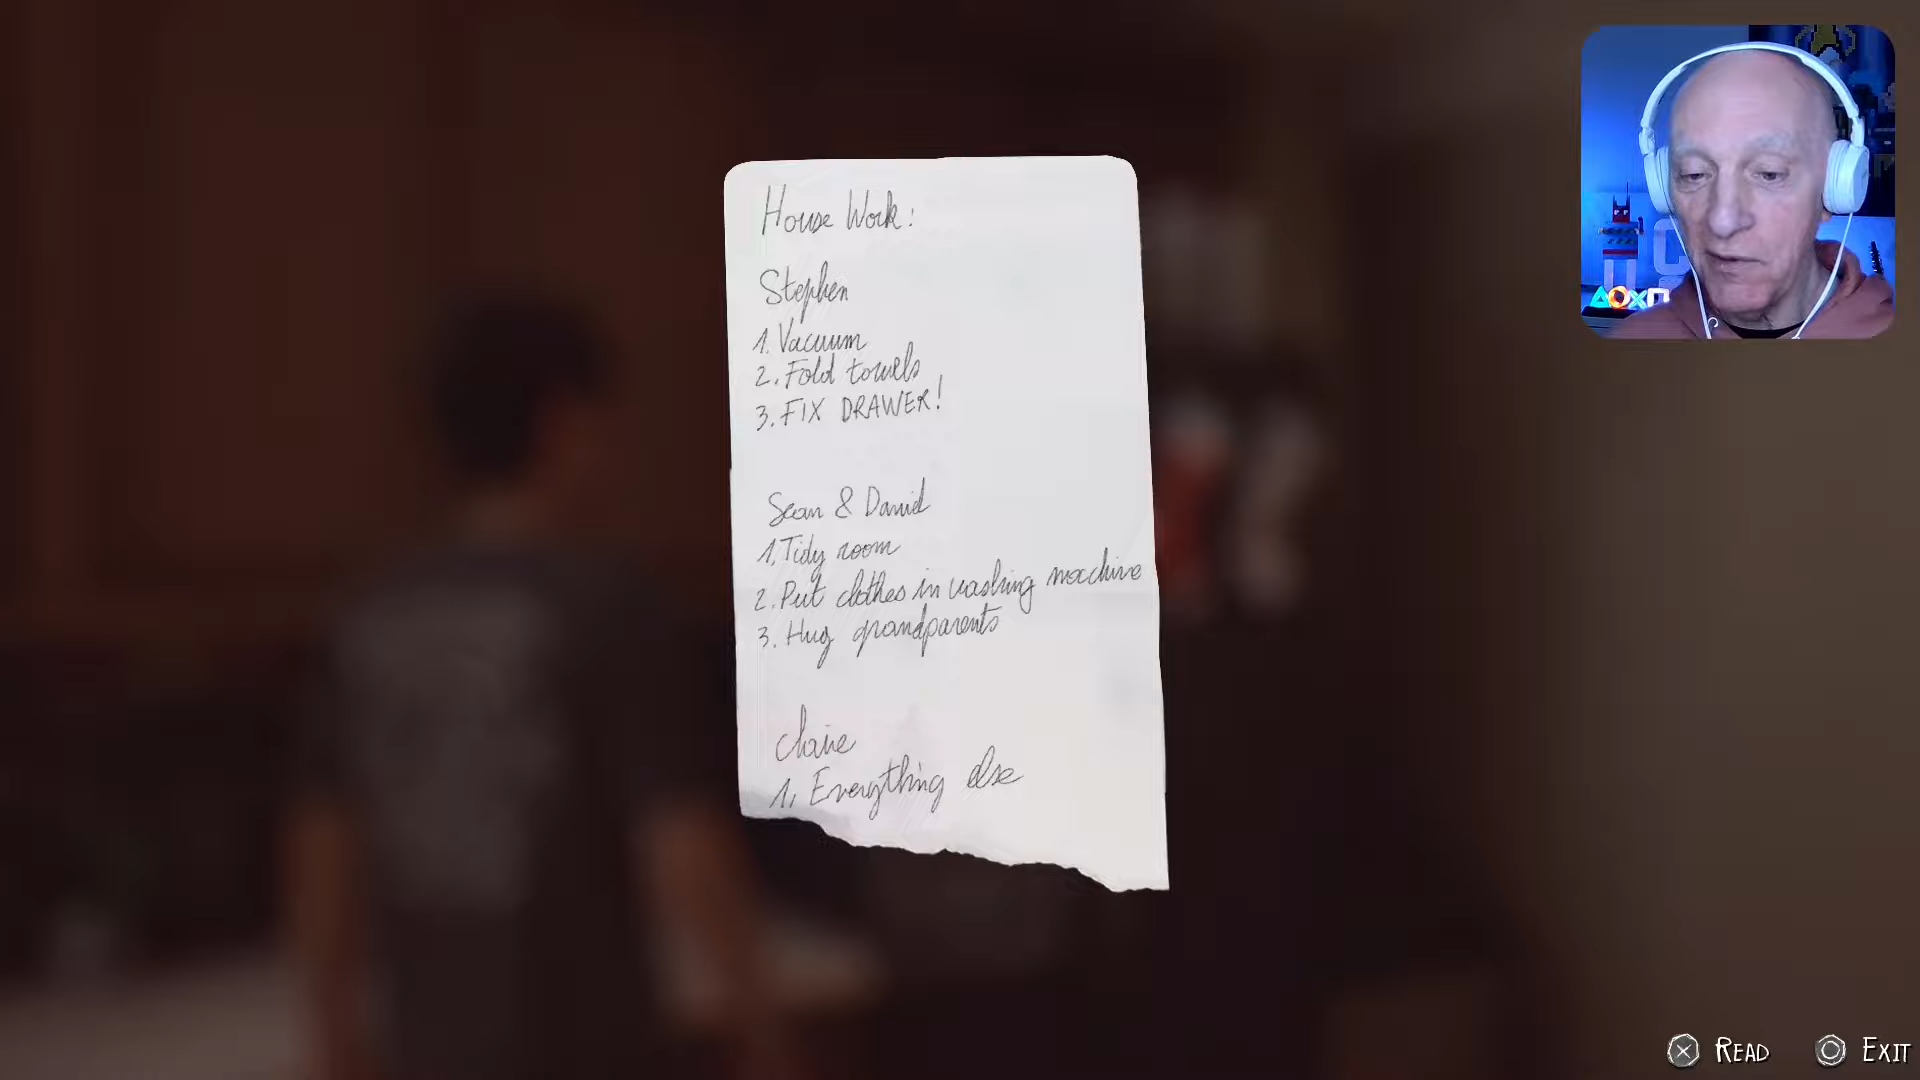 House Work:
Stephen
1. Vacuum
2. Fold towels
3. FIX DRAWER!
Sean & Daniel
1. Tidy room
2. Put clothes in washing machine
3. Hug grandparents
Claire
1. Everything else
READ
EXIT